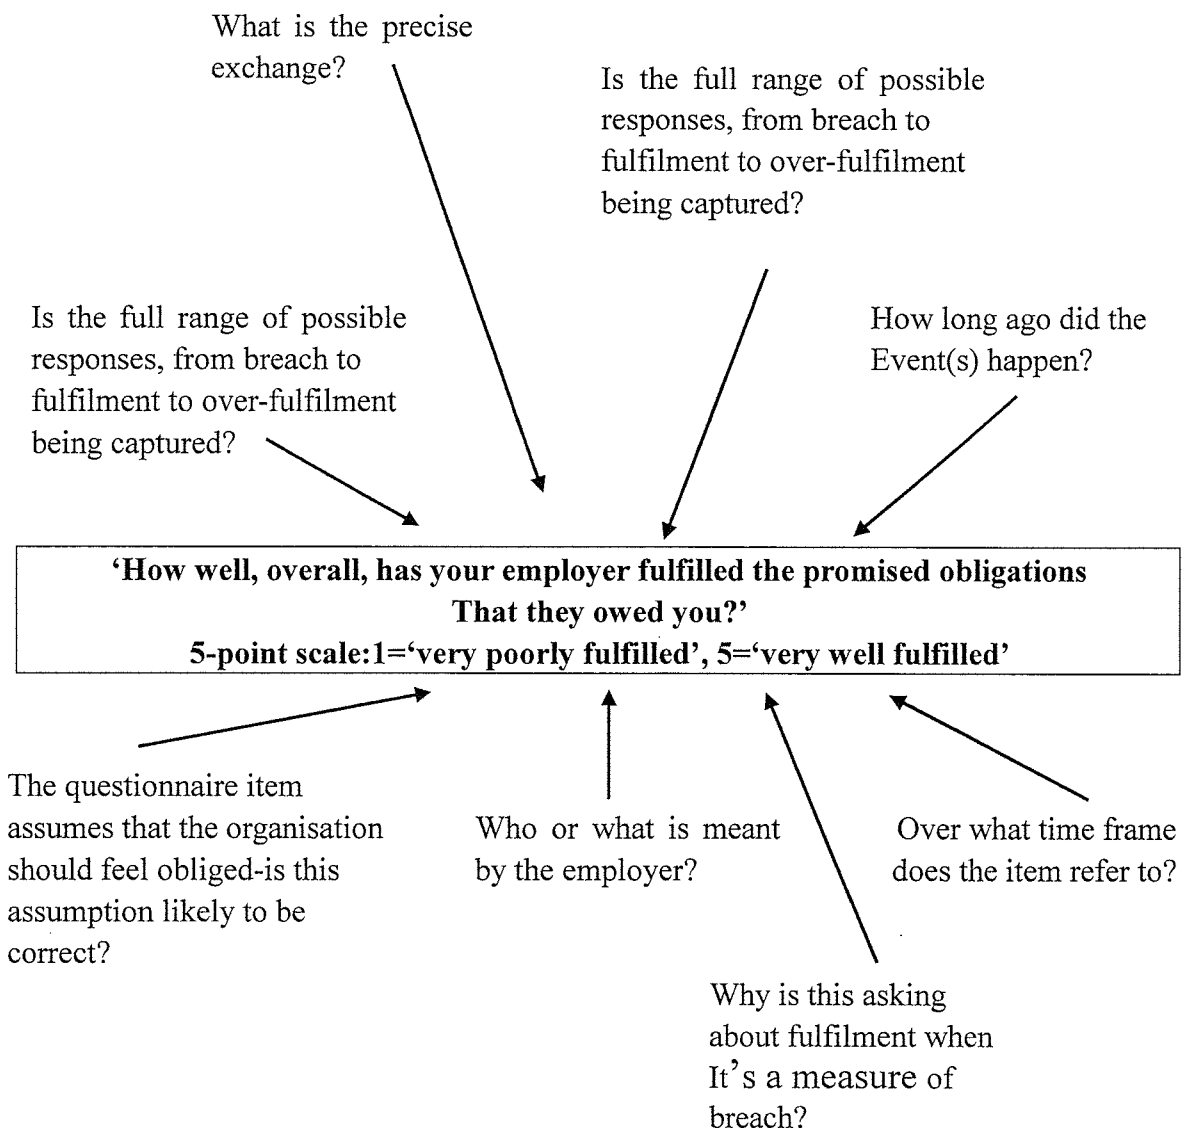 What is the precise
exchange?
Is the full range of possible
responses, from breach to
fulfilment to over-fulfilment
being captured?
Is the full range of possible
responses, from breach to
fulfilment to over-fulfilment
being captured?
How long ago did the
Event(s) happen?
‘How well, overall, has your employer fulfilled the promised obligations
That they owed you?’
5-point scale:1=‘very poorly fulfilled’, 5=‘very well fulfilled’
The questionnaire item
assumes that the organisation
should feel obliged-is this
assumption likely to be
correct?
Who or what is meant
by the employer?
Over what time frame
does the item refer to?
Why is this asking
about fulfilment when
It’s a measure of
breach?